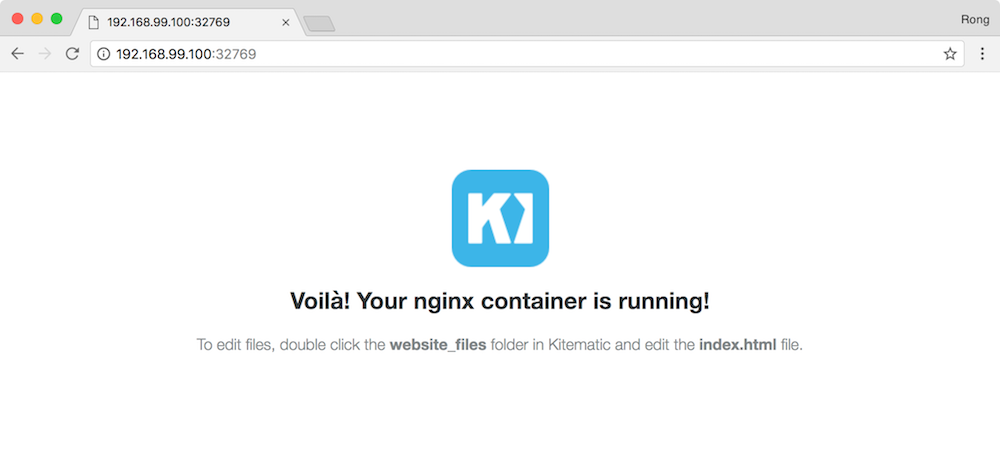 192.168.99.100:32769
Rong
192.168.99.100:32769
KI
Voilà! Your nginx container is running!
To edit files, double click the website_files folder in Kitematic and edit the index.html file.